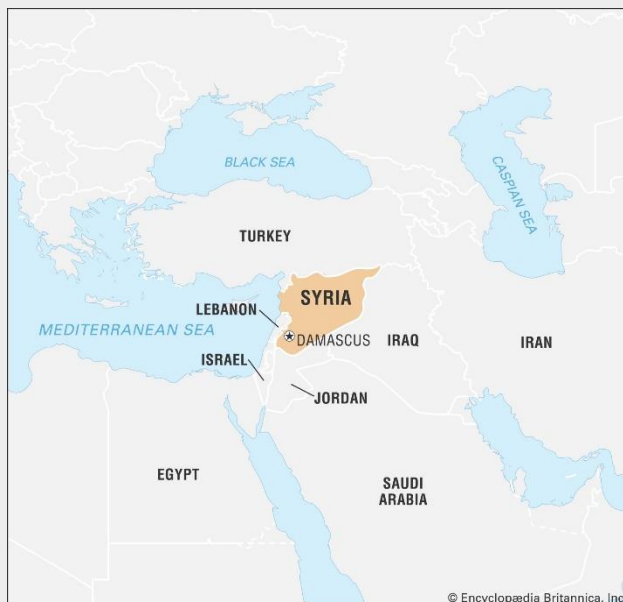 BLACK SEA
CASPIAN SEA
TURKEY
SYRIA
LEBANON
MEDITERRANEAN SEA
DAMASCUS
IRAQ
IRAN
ISRAEL
JORDAN
EGYPT
SAUDI
ARABIA
© Encyclopædia Britannica, Inc